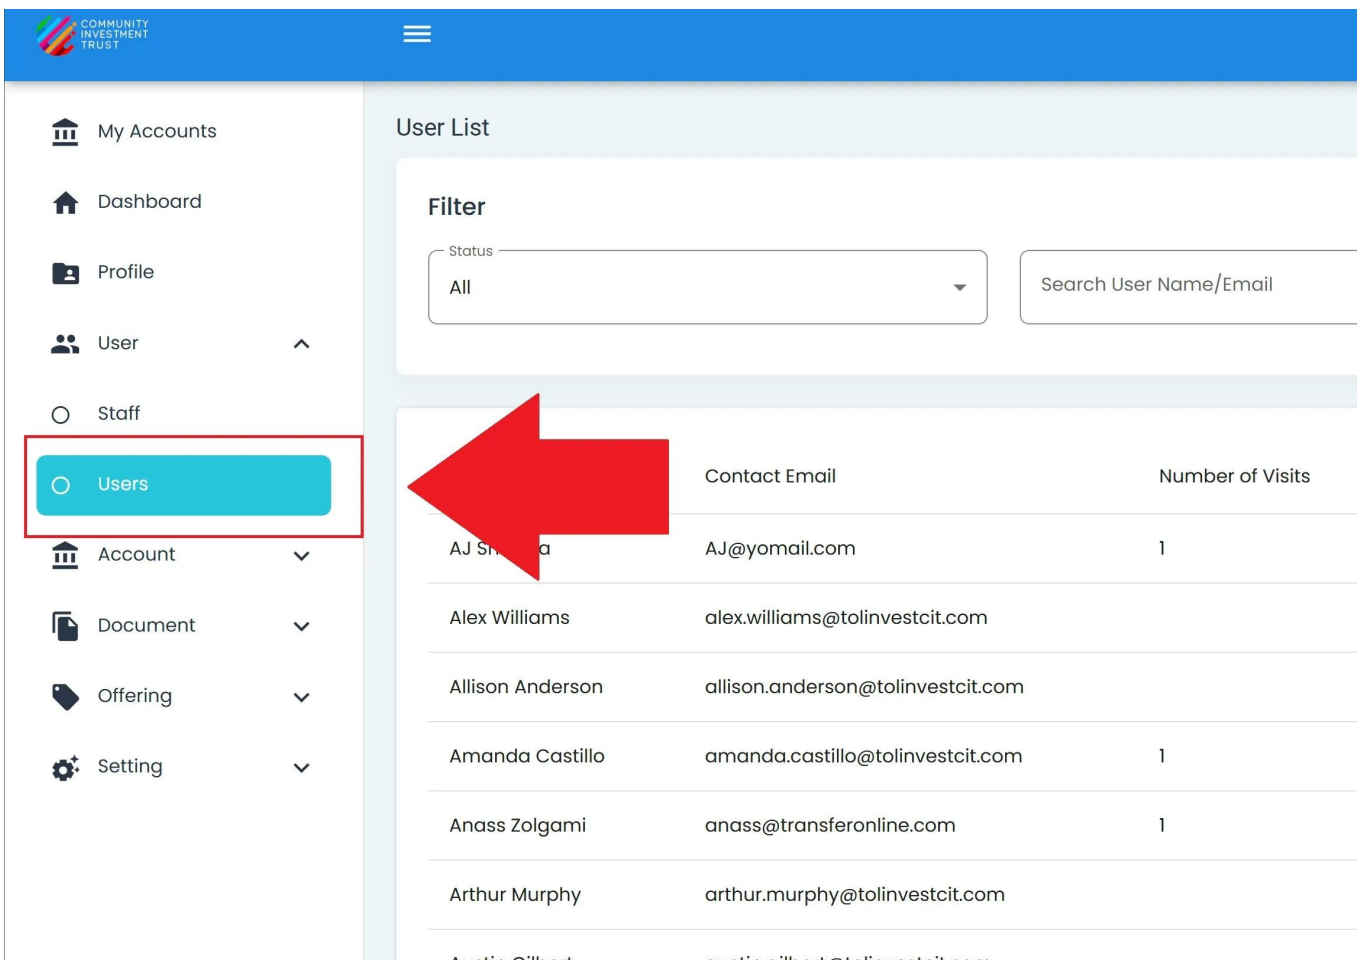 COMMUNITY
INVESTMENT
TRUST
My Accounts
Dashboard
Profile
User
Staff
Users
Account
Document
Offering
Setting
User List
Filter
Status
All
Search User Name/Email
Contact Email Number of Visits
AJ AJ@yomail.com 1
Alex Williams alex.williams@tolinvestcit.com
Allison Anderson allison.anderson@tolinvestcit.com
Amanda Castillo amanda.castillo@tolinvestcit.com 1
Anass Zolgami anass@transferonline.com 1
Arthur Murphy arthur.murphy@tolinvestcit.com